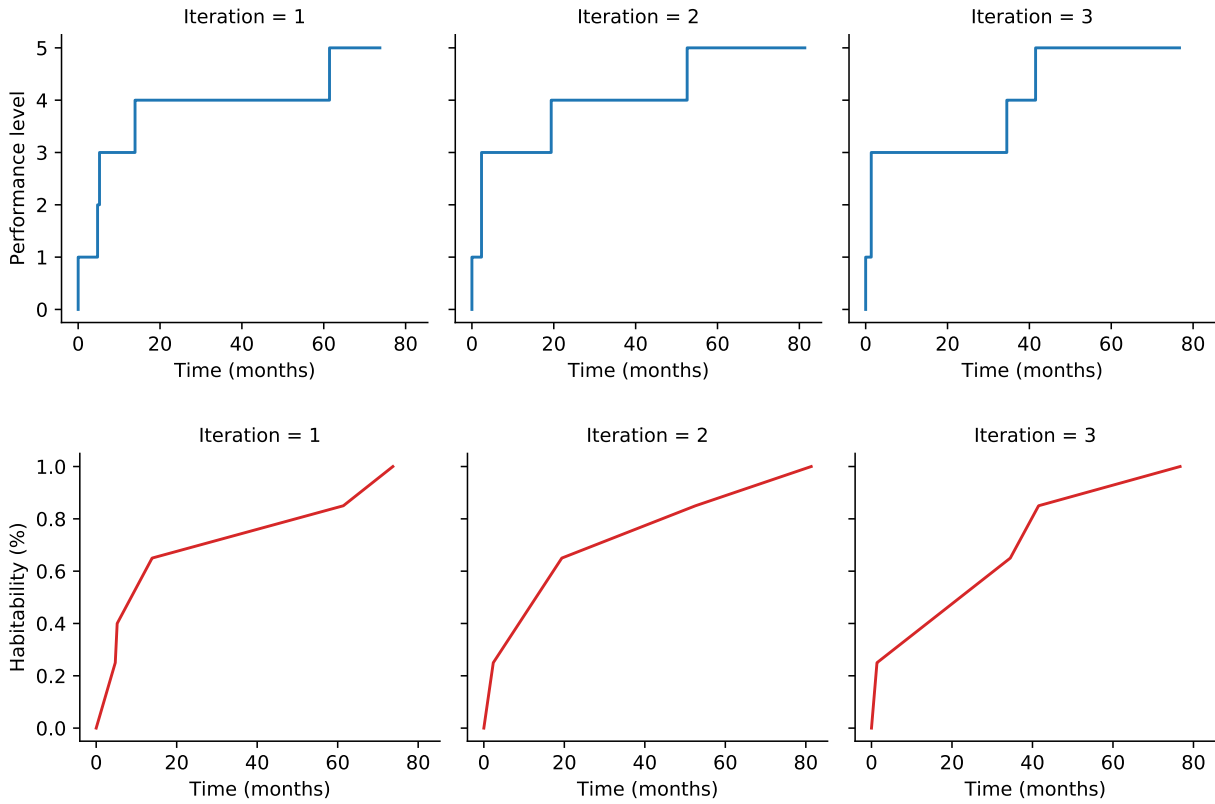 Iteration = 1
Iteration = 2
Iteration = 3
Performance level
5
4
3
2
1
0
0 20 40 60 80
0 20 40 60 80
0 20 40 60 80
Time (months)
Time (months)
Time (months)
Iteration = 1
Iteration = 2
Iteration = 3
Habitability (%)
1.0
0.8
0.6
0.4
0.2
0.0
0 20 40 60 80
0 20 40 60 80
0 20 40 60 80
Time (months)
Time (months)
Time (months)